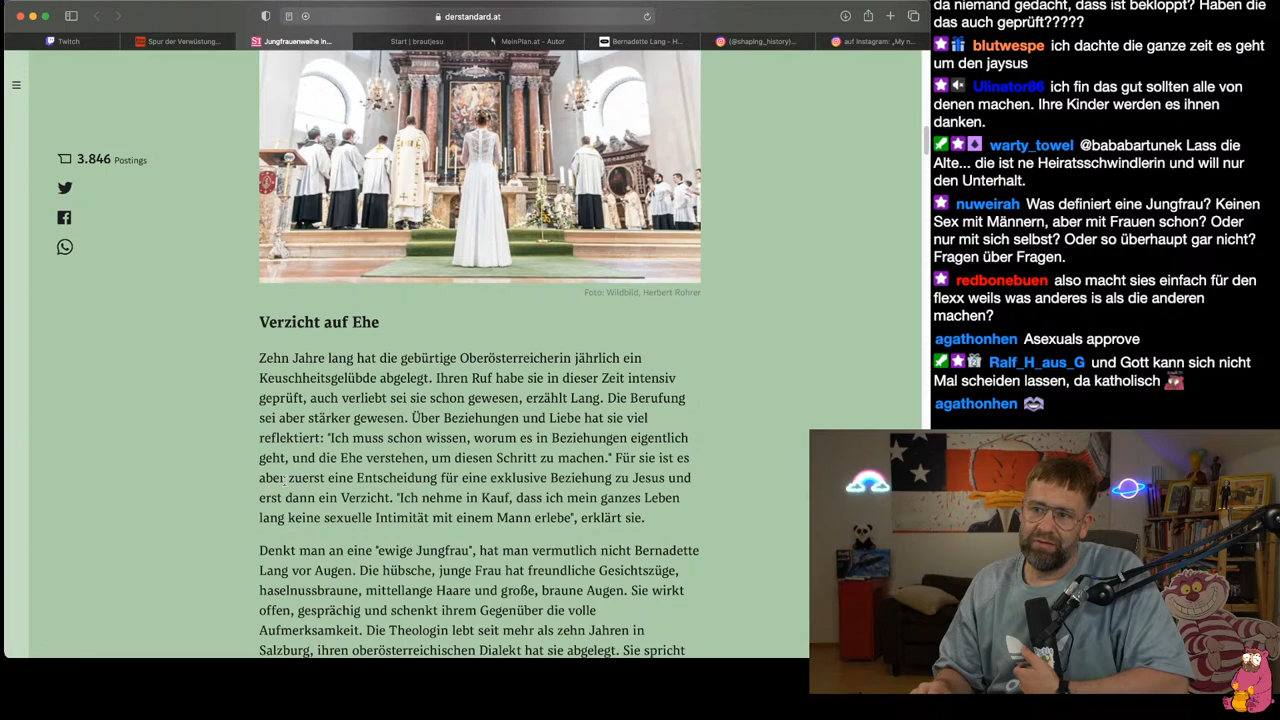 derstandard.at
Twitch
Spur der Verwüstung...
ST Jungfrauenweihe in...
Start | brautjesu
MeinPlan.at - Autor
Bernadette Lang – H...
(@shaping_history)...
auf Instagram: „My n...
3.846 Postings
Foto: Wildbild, Herbert Rohrer
Verzicht auf Ehe
Zehn Jahre lang hat die gebürtige Oberösterreicherin jährlich ein
Keuschheitsgelübde abgelegt. Ihren Ruf habe sie in dieser Zeit intensiv
geprüft, auch verliebt sei sie schon gewesen, erzählt Lang. Die Berufung
sei aber stärker gewesen. Über Beziehungen und Liebe hat sie viel
reflektiert: "Ich muss schon wissen, worum es in Beziehungen eigentlich
geht, und die Ehe verstehen, um diesen Schritt zu machen." Für sie ist es
aber zuerst eine Entscheidung für eine exklusive Beziehung zu Jesus und
erst dann ein Verzicht. "Ich nehme in Kauf, dass ich mein ganzes Leben
lang keine sexuelle Intimität mit einem Mann erlebe", erklärt sie.
Denkt man an eine "ewige Jungfrau", hat man vermutlich nicht Bernadette
Lang vor Augen. Die hübsche, junge Frau hat freundliche Gesichtszüge,
haselnussbraune, mittellange Haare und große, braune Augen. Sie wirkt
offen, gesprächig und schenkt ihrem Gegenüber die volle
Aufmerksamkeit. Die Theologin lebt seit mehr als zehn Jahren in
Salzburg, ihren oberösterreichischen Dialekt hat sie abgelegt. Sie spricht
da niemand gedacht, dass ist bekloppt? Haben die
das auch geprüft?????
blutwespe ich dachte die ganze zeit es geht
um den jaysus
Ulinator86 ich fin das gut sollten alle von
denen machen. Ihre Kinder werden es ihnen
danken.
warty_towel @bababartunek Lass die
Alte... die ist ne Heiratsschwindlerin und will nur
den Unterhalt.
nuweirah Was definiert eine Jungfrau? Keinen
Sex mit Männern, aber mit Frauen schon? Oder
nur mit sich selbst? Oder so überhaupt gar nicht?
Fragen über Fragen.
redbonebuen also macht sies einfach für den
flexx weils was anderes is als die anderen
machen?
agathonhen Asexuals approve
Ralf_H_aus_G und Gott kann sich nicht
Mal scheiden lassen, da katholisch
agathonhen